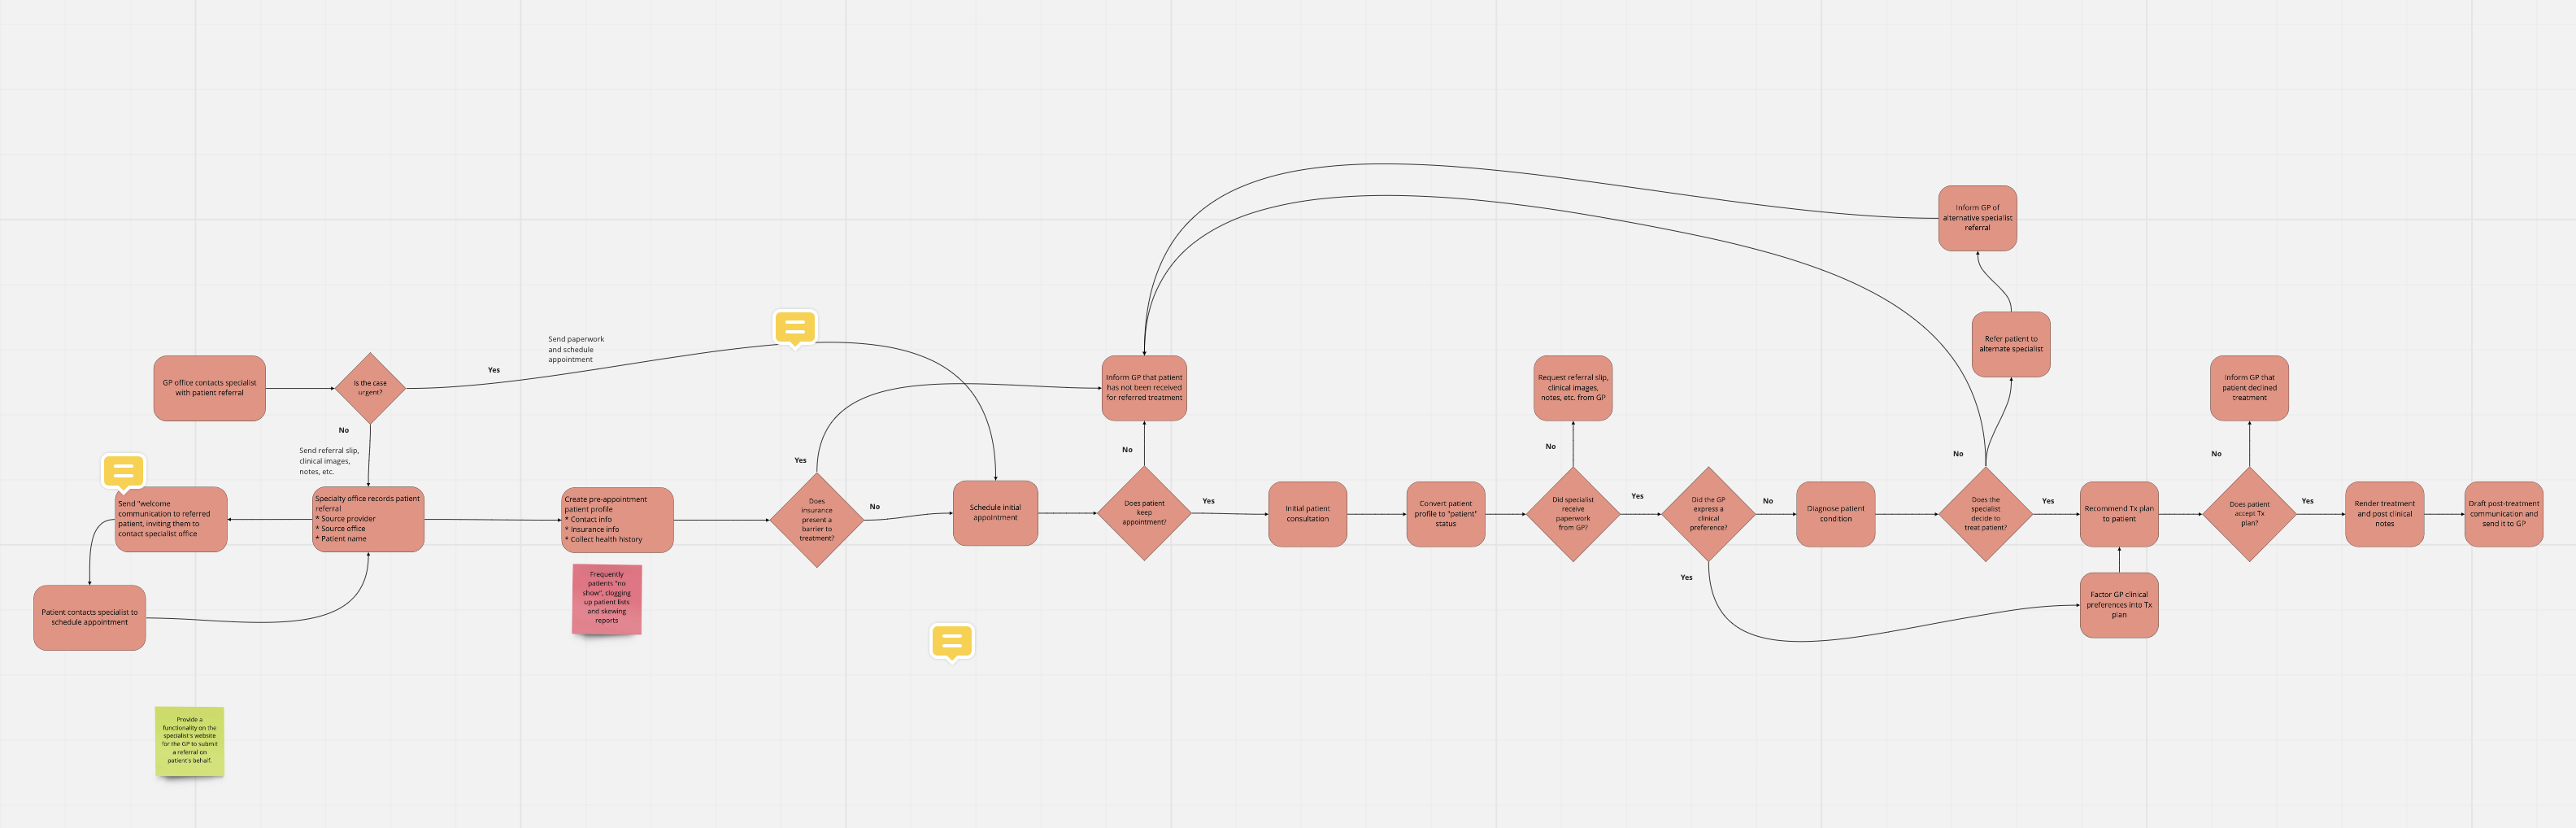 GP office contacts specialist
with patient referral
Is the case
urgent?
Yes
Send paperwork
and schedule
appointment
No
Send referral slip,
clinical images,
notes, etc.
Specialty office records patient
referral
* Source provider
* Source office
* Patient name
Send "welcome
communication to referred
patient, inviting them to
contact specialist office
Patient contacts specialist to
schedule appointment
Provide a
functionality on the
specialist's website
for the GP to submit
a referral on
patient's behalf.
Create pre-appointment
patient profile
* Contact info
* Insurance info
* Collect health history
Frequently
patients "no
show", clogging
up patient lists
and skewing
reports
Does
insurance
present a
barrier to
treatment?
Yes
No
Schedule initial
appointment
Does patient
keep
appointment?
No
Inform GP that patient
has not been received
for referred treatment
Yes
Initial patient
consultation
Convert patient
profile to "patient"
status
Did specialist
receive
paperwork
from GP?
No
Request referral slip,
clinical images,
notes, etc. from GP
Yes
Did the GP
express a
clinical
preference?
No
Yes
Diagnose patient
condition
Does the
specialist
decide to
treat patient?
No
Refer patient to
alternate specialist
Inform GP of
alternative specialist
referral
Yes
Recommend Tx plan
to patient
Factor GP clinical
preferences into Tx
plan
Does patient
accept Tx
plan?
No
Inform GP that
patient declined
treatment
Yes
Render treatment
and post clinical
notes
Draft post-treatment
communication and
send it to GP